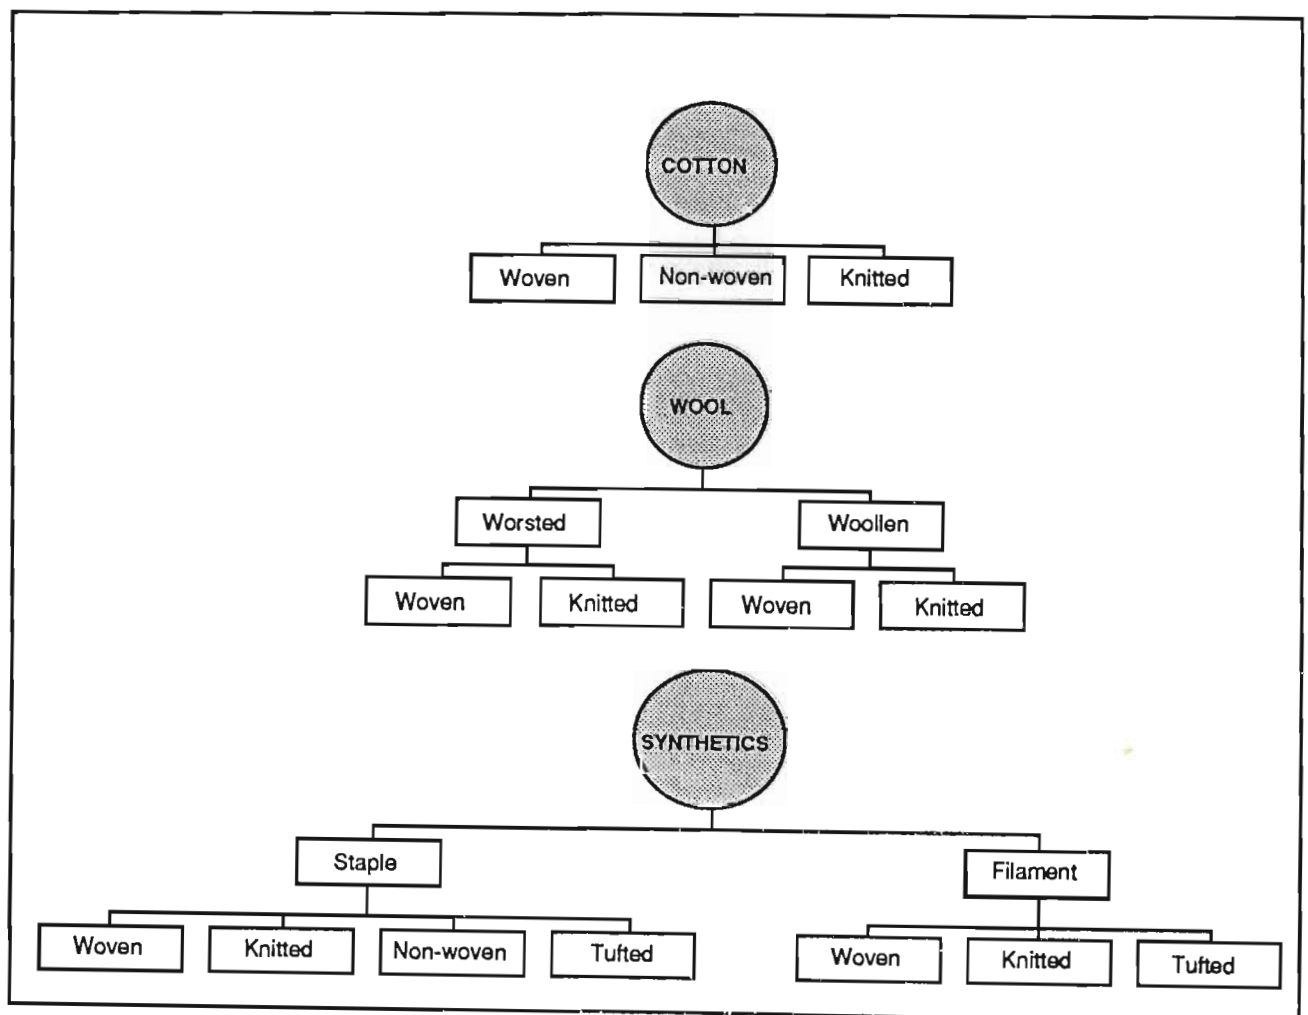 COTTON
Woven
Non-woven
Knitted
WOOL
Worsted
Woollen
Woven
Knitted
Woven
Knitted
SYNTHETICS
Staple
Filament
Woven
Knitted
Non-woven
Tufted
Woven
Knitted
Tufted